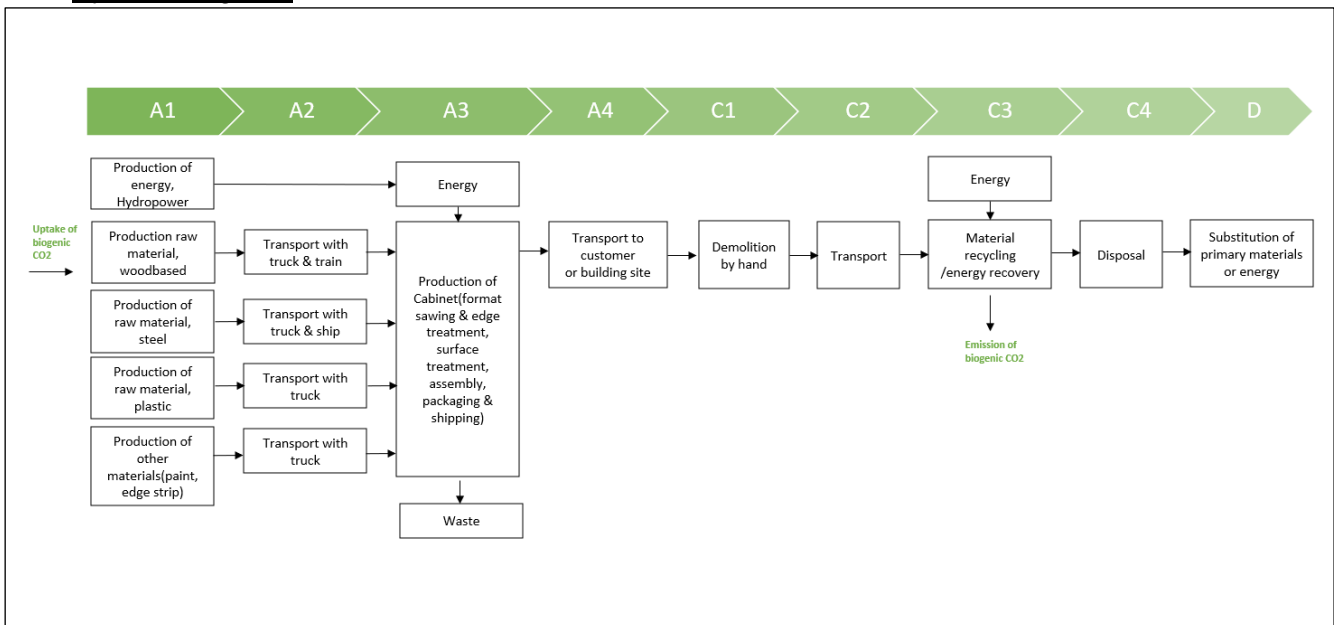 A1
A2
A3
A4
C1
C2
C3
C4
D
Production of
energy,
Hydropower
Energy
Energy
Uptake of
biogenic
CO2
Production raw
material,
woodbased
Transport with
truck & train
Production of
raw material,
steel
Transport with
truck & ship
Production of
raw material,
plastic
Transport with
truck
Production of
other
materials(paint,
edge strip)
Transport with
truck
Production of
Cabinet(format
sawing & edge
treatment,
surface
treatment,
assembly,
packaging &
shipping)
Waste
Transport to
customer
or building site
Demolition
by hand
Transport
Material
recycling
/energy recovery
Emission of
biogenic CO2
Disposal
Substitution of
primary materials
or energy